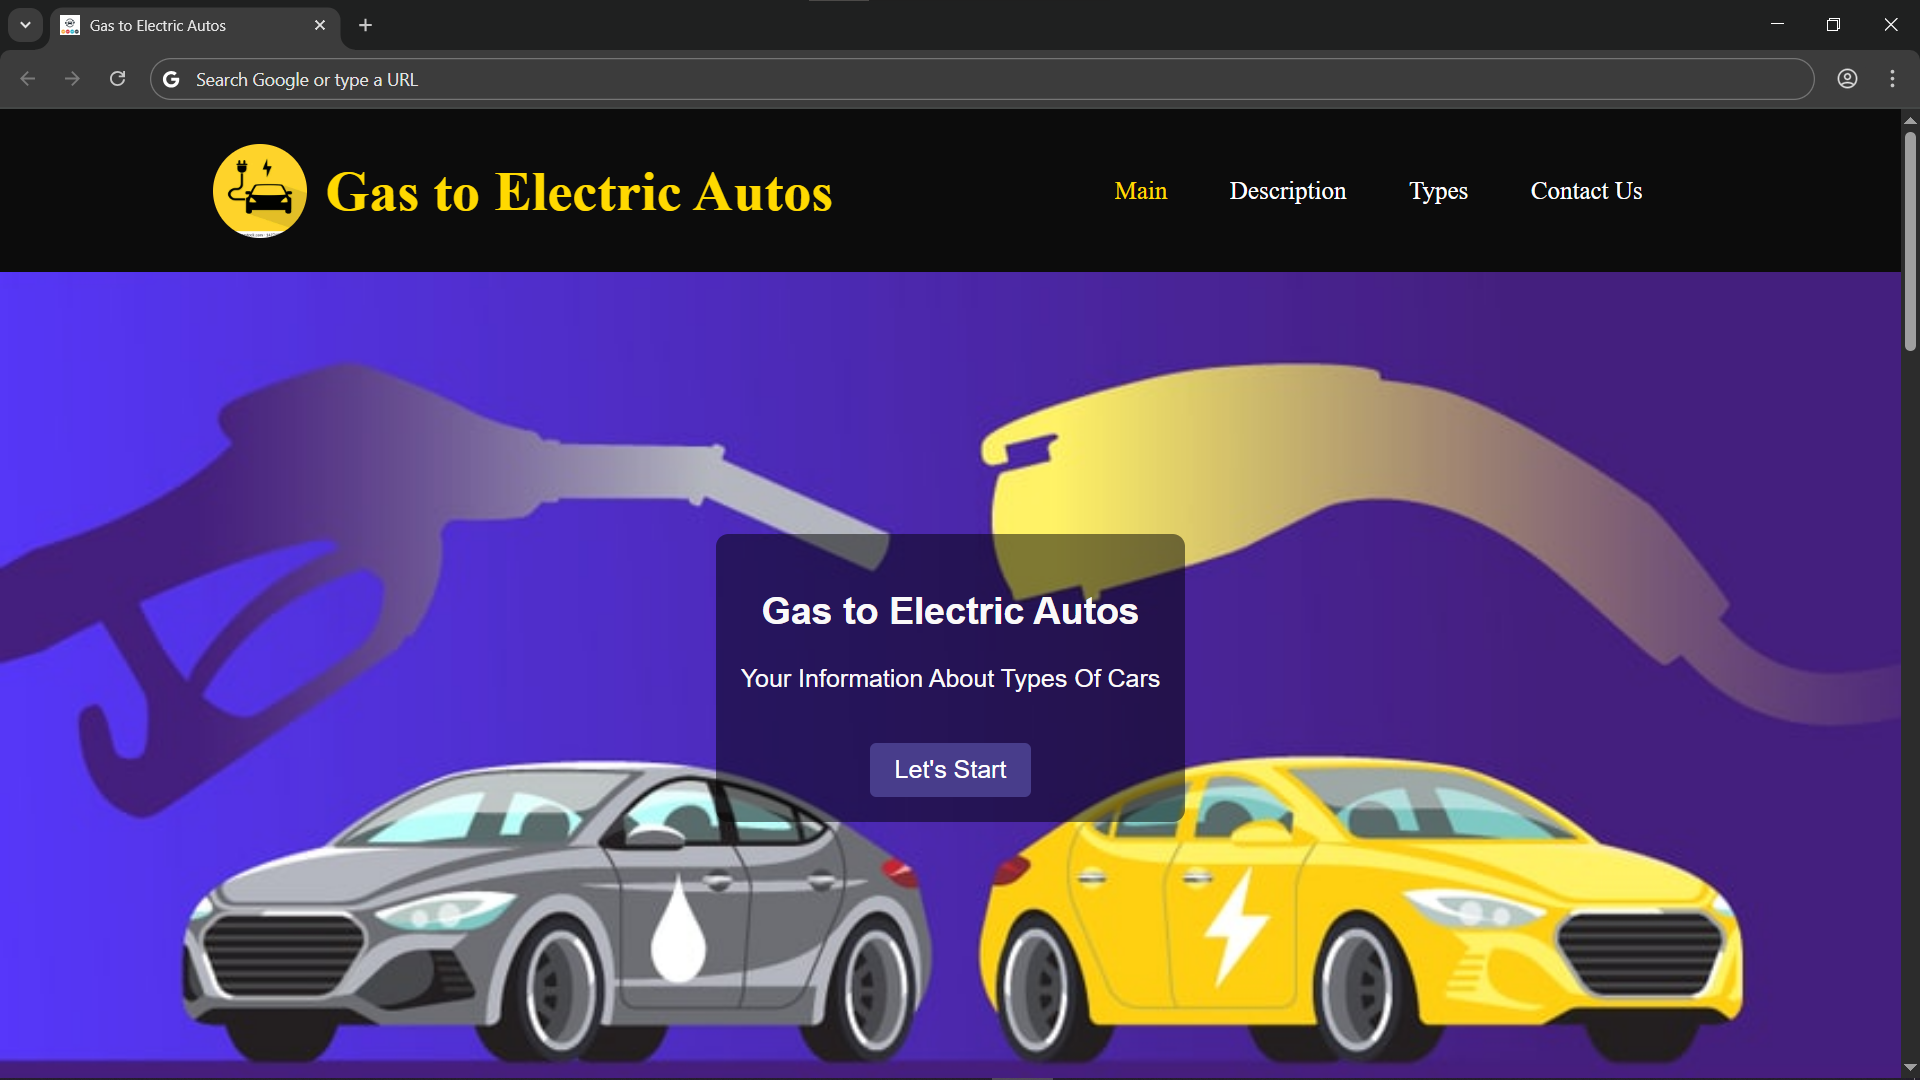 Gas to Electric Autos
Search Google or type a URL
Gas to Electric Autos
Main Description Types Contact Us
Gas to Electric Autos
Your Information About Types Of Cars
Let's Start